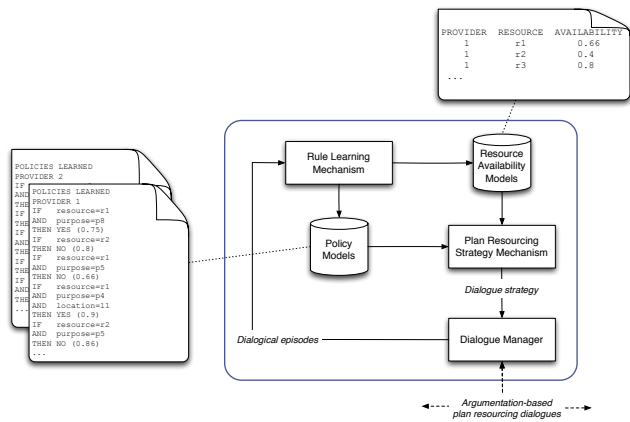 PROVIDER RESOURCE AVAILABILITY
1 r1 0.66
1 r2 0.4
1 r3 0.8
...
Rule Learning
Mechanism
Resource
Availability
Models
Policy
Models
Plan Resourcing
Strategy Mechanism
Dialogue strategy
Dialogical episodes
Dialogue Manager
Argumentation-based
plan resourcing dialogues
POLICIES LEARNED
PROVIDER 2
IF
AND
THE
IF
THE
IF
AND
THE
IF
AND
AND
THE
...
POLICIES LEARNED
PROVIDER 1
IF resource=r1
AND purpose=p8
THEN YES (0.75)
IF resource=r2
THEN NO (0.8)
IF resource=r1
AND purpose=p5
THEN NO (0.66)
IF resource=r1
AND purpose=p4
AND location=l1
THEN YES (0.9)
IF resource=r2
AND purpose=p5
THEN NO (0.86)
...